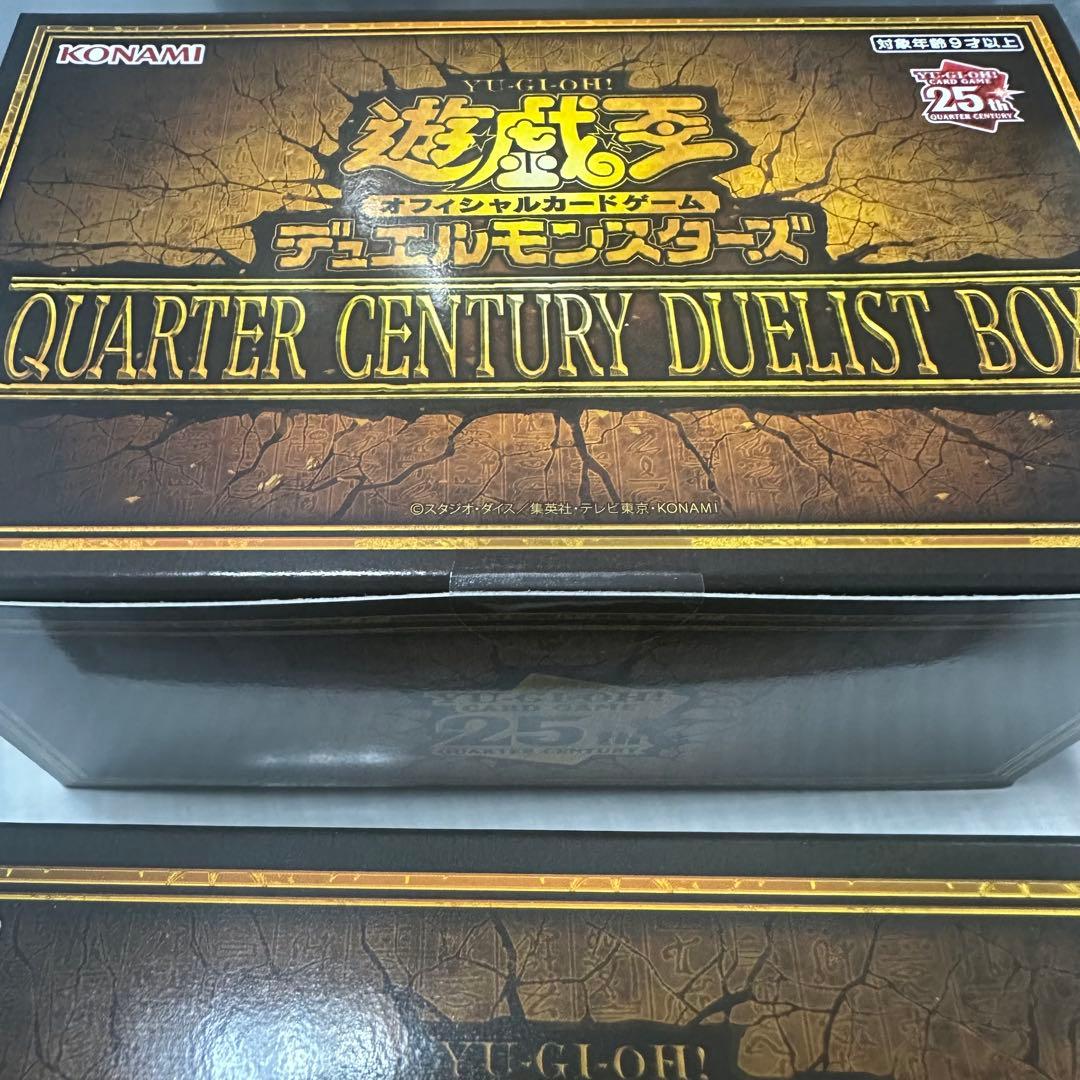 KONAMI
対象年齢9才以上
YU-GI-OH!
CARD GAME
25th
QUARTER CENTURY
YU-GI-OH!
遊☆戯☆王
オフィシャルカードゲーム
デュエルモンスターズ
QUARTER CENTURY DUELIST BOX
©スタジオ・ダイス/集英社・テレビ東京・KONAMI
YU-GI-OH!
CARD GAME
25th
QUARTER CENTURY
YU-GI-OH!